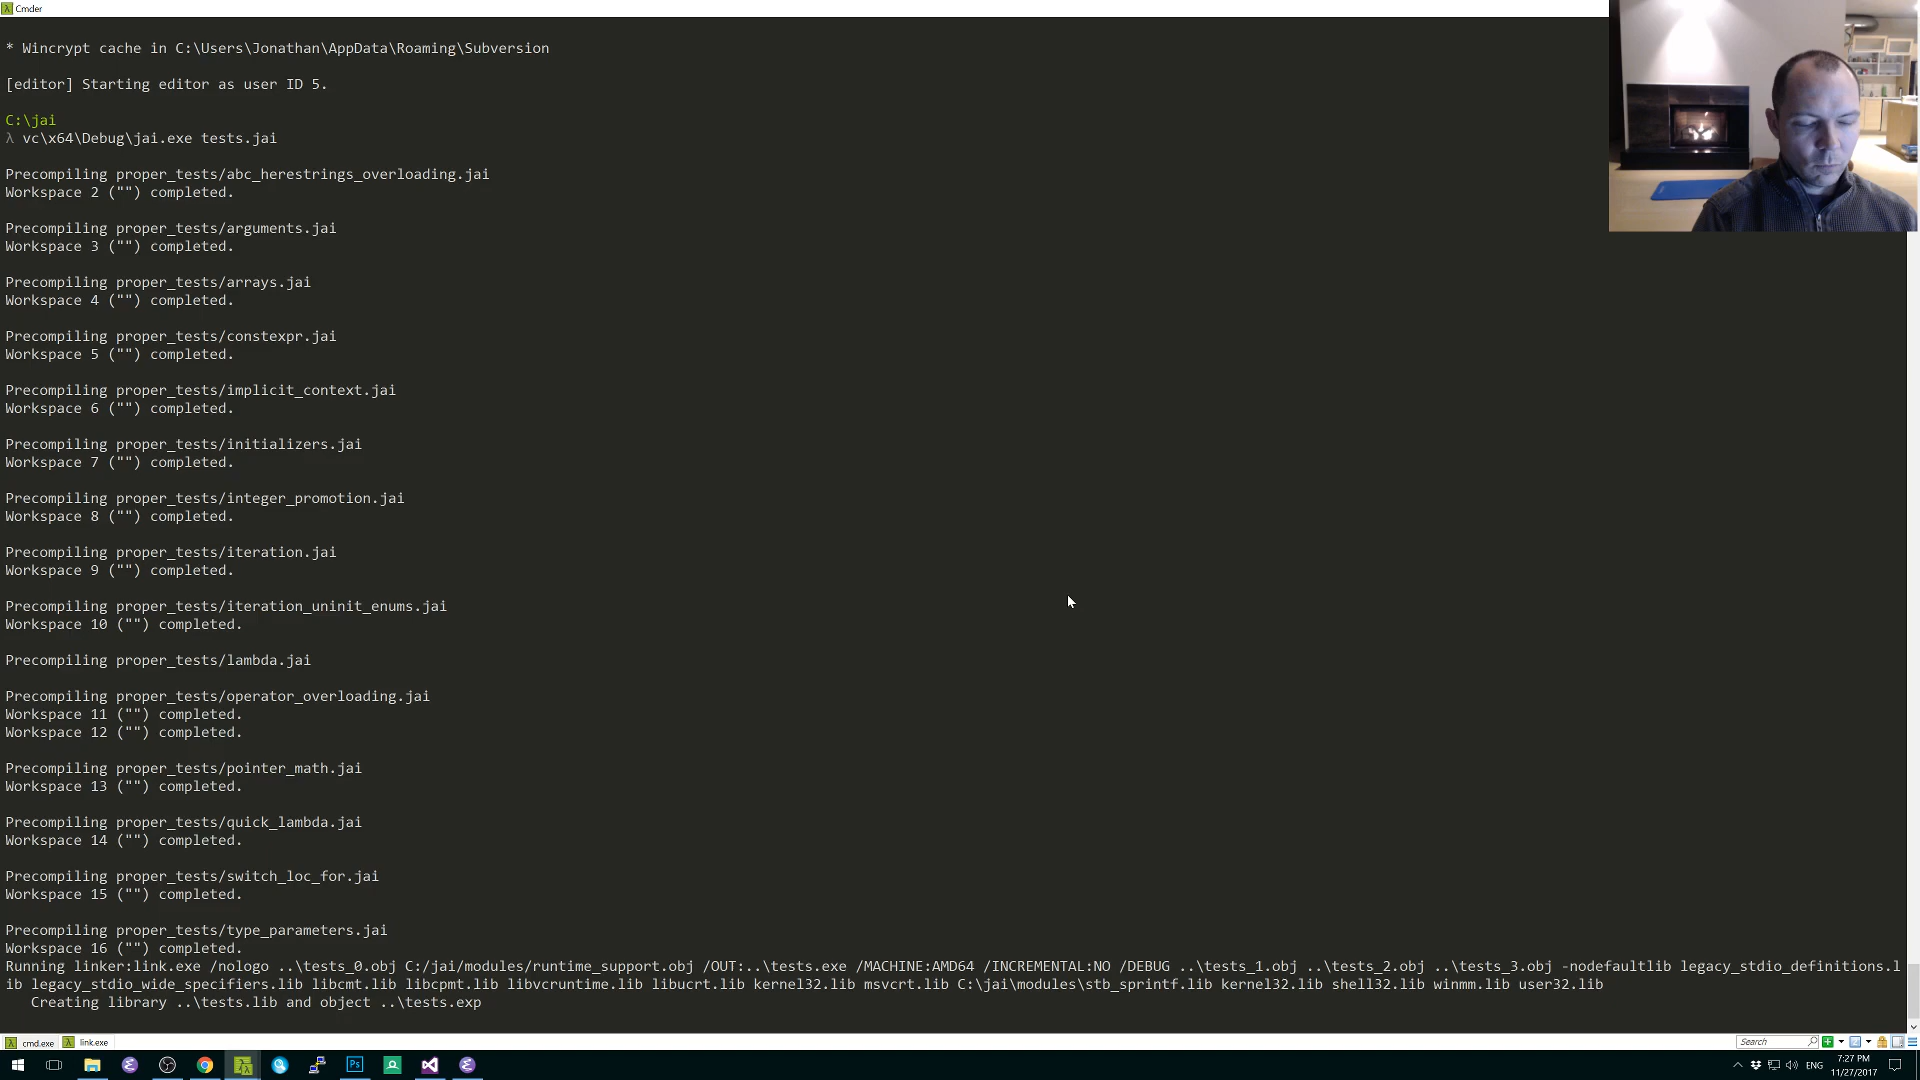 Cmder
* Wincrypt cache in C:\Users\Jonathan\AppData\Roaming\Subversion
[editor] Starting editor as user ID 5.
C:\jai
λ vc\x64\Debug\jai.exe tests.jai
Precompiling proper_tests/abc_herestrings_overloading.jai
Workspace 2 ("") completed.
Precompiling proper_tests/arguments.jai
Workspace 3 ("") completed.
Precompiling proper_tests/arrays.jai
Workspace 4 ("") completed.
Precompiling proper_tests/constexpr.jai
Workspace 5 ("") completed.
Precompiling proper_tests/implicit_context.jai
Workspace 6 ("") completed.
Precompiling proper_tests/initializers.jai
Workspace 7 ("") completed.
Precompiling proper_tests/integer_promotion.jai
Workspace 8 ("") completed.
Precompiling proper_tests/iteration.jai
Workspace 9 ("") completed.
Precompiling proper_tests/iteration_uninit_enums.jai
Workspace 10 ("") completed.
Precompiling proper_tests/lambda.jai
Precompiling proper_tests/operator_overloading.jai
Workspace 11 ("") completed.
Workspace 12 ("") completed.
Precompiling proper_tests/pointer_math.jai
Workspace 13 ("") completed.
Precompiling proper_tests/quick_lambda.jai
Workspace 14 ("") completed.
Precompiling proper_tests/switch_loc_for.jai
Workspace 15 ("") completed.
Precompiling proper_tests/type_parameters.jai
Workspace 16 ("") completed.
Running linker:link.exe /nologo ..\tests_0.obj C:/jai/modules/runtime_support.obj /OUT:..\tests.exe /MACHINE:AMD64 /INCREMENTAL:NO /DEBUG ..\tests_1.obj ..\tests_2.obj ..\tests_3.obj -nodefaultlib legacy_stdio_definitions.l
ib legacy_stdio_wide_specifiers.lib libcmt.lib libcpmt.lib libvcruntime.lib libucrt.lib kernel32.lib msvcrt.lib C:\jai\modules\stb_sprintf.lib kernel32.lib shell32.lib winmm.lib user32.lib
Creating library ..\tests.lib and object ..\tests.exp
cmd.exe
link.exe
Search
Ps
ENG
7:27 PM
11/27/2017